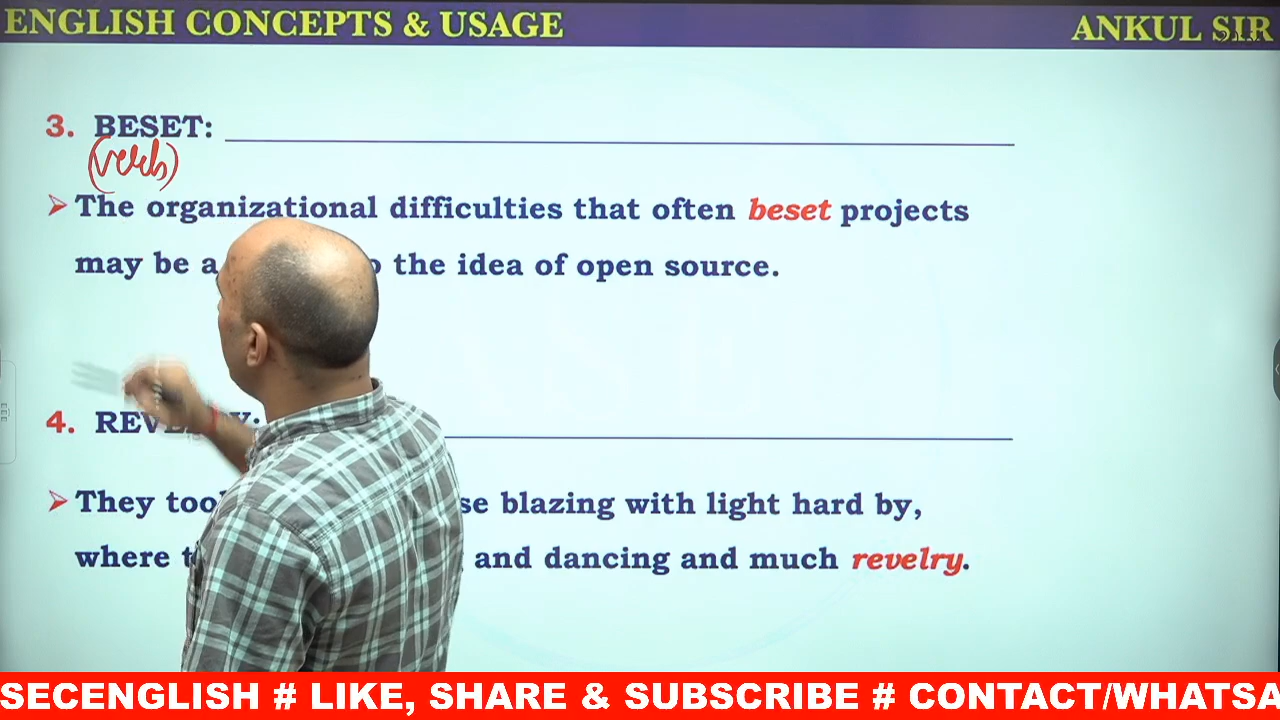 ENGLISH CONCEPTS & USAGE
ANKUL SIR
3. BESET:
(verb)
The organizational difficulties that often beset projects
may be a the idea of open source.
4.
They blazing with light hard by,
where and dancing and much revelry.
SECENGLISH # LIKE, SHARE & SUBSCRIBE # CONTACT/WHATSA